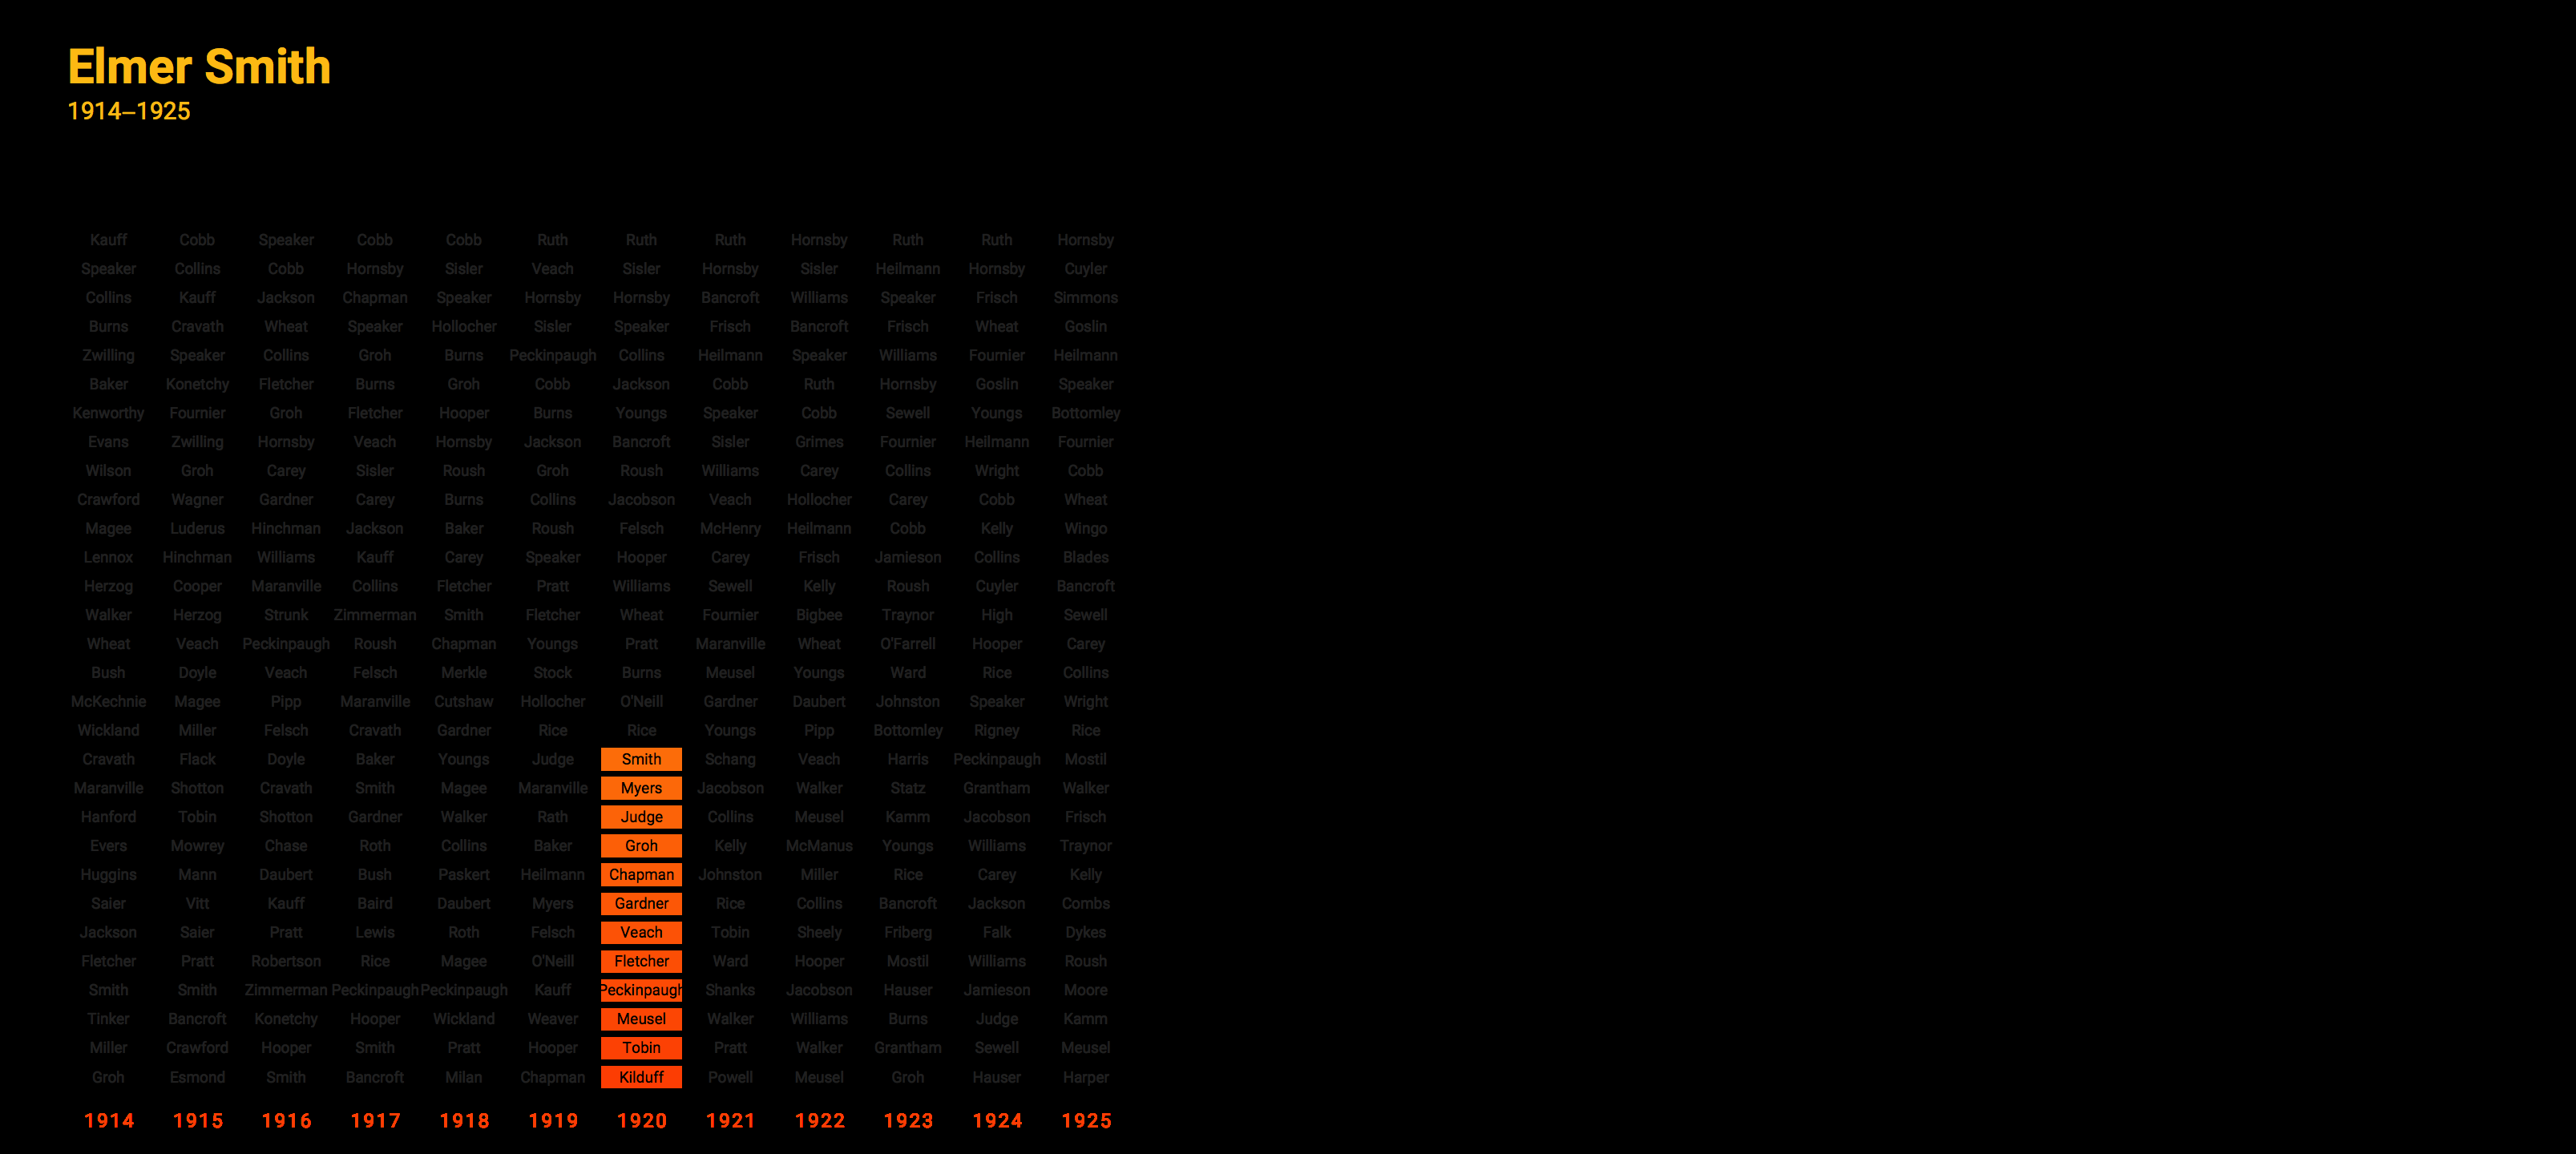 Elmer Smith
1914–1925
Kauff Cobb Speaker Cobb Cobb Ruth Ruth Ruth Hornsby Ruth Ruth Hornsby
Speaker Collins Cobb Hornsby Sisler Veach Sisler Hornsby Sisler Heilmann Hornsby Cuyler
Collins Kauff Jackson Chapman Speaker Hornsby Hornsby Bancroft Williams Speaker Frisch Simmons
Burns Cravath Wheat Speaker Hollocher Sisler Speaker Frisch Bancroft Frisch Wheat Goslin
Zwilling Speaker Collins Groh Burns Peckinpaugh Collins Heilmann Speaker Williams Fournier Heilmann
Baker Konetchy Fletcher Burns Groh Cobb Jackson Cobb Ruth Hornsby Goslin Speaker
Kenworthy Fournier Groh Fletcher Hooper Burns Youngs Speaker Cobb Sewell Youngs Bottomley
Evans Zwilling Hornsby Veach Hornsby Jackson Bancroft Sisler Grimes Fournier Heilmann Fournier
Wilson Groh Carey Sisler Roush Groh Roush Williams Carey Collins Wright Cobb
Crawford Wagner Gardner Carey Burns Collins Jacobson Veach Hollocher Carey Cobb Wheat
Magee Luderus Hinchman Jackson Baker Roush Felsch McHenry Heilmann Cobb Kelly Wingo
Lennox Hinchman Williams Kauff Carey Speaker Hooper Carey Frisch Jamieson Collins Blades
Herzog Cooper Maranville Collins Fletcher Pratt Williams Sewell Kelly Roush Cuyler Bancroft
Walker Herzog Strunk Zimmerman Smith Fletcher Wheat Fournier Bigbee Traynor High Sewell
Wheat Veach Peckinpaugh Roush Chapman Youngs Pratt Maranville Wheat O'Farrell Hooper Carey
Bush Doyle Veach Felsch Merkle Stock Burns Meusel Youngs Ward Rice Collins
McKechnie Magee Pipp Maranville Cutshaw Hollocher O'Neill Gardner Daubert Johnston Speaker Wright
Wickland Miller Felsch Cravath Gardner Rice Rice Youngs Pipp Bottomley Rigney Rice
Cravath Flack Doyle Baker Youngs Judge Smith Schang Veach Harris Peckinpaugh Mostil
Maranville Shotton Cravath Smith Magee Maranville Myers Jacobson Walker Statz Grantham Walker
Hanford Tobin Shotton Gardner Walker Rath Judge Collins Meusel Kamm Jacobson Frisch
Evers Mowrey Chase Roth Collins Baker Groh Kelly McManus Youngs Williams Traynor
Huggins Mann Daubert Bush Paskert Heilmann Chapman Johnston Miller Rice Carey Kelly
Saier Vitt Kauff Baird Daubert Myers Gardner Rice Collins Bancroft Jackson Combs
Jackson Saier Pratt Lewis Roth Felsch Veach Tobin Sheely Friberg Falk Dykes
Fletcher Pratt Robertson Rice Magee O'Neill Fletcher Ward Hooper Mostil Williams Roush
Smith Smith Zimmerman Peckinpaugh Peckinpaugh Kauff Peckinpaugh Shanks Jacobson Hauser Jamieson Moore
Tinker Bancroft Konetchy Hooper Wickland Weaver Meusel Walker Williams Burns Judge Kamm
Miller Crawford Hooper Smith Pratt Hooper Tobin Pratt Walker Grantham Sewell Meusel
Groh Esmond Smith Bancroft Milan Chapman Kilduff Powell Meusel Groh Hauser Harper
1914 1915 1916 1917 1918 1919 1920 1921 1922 1923 1924 1925